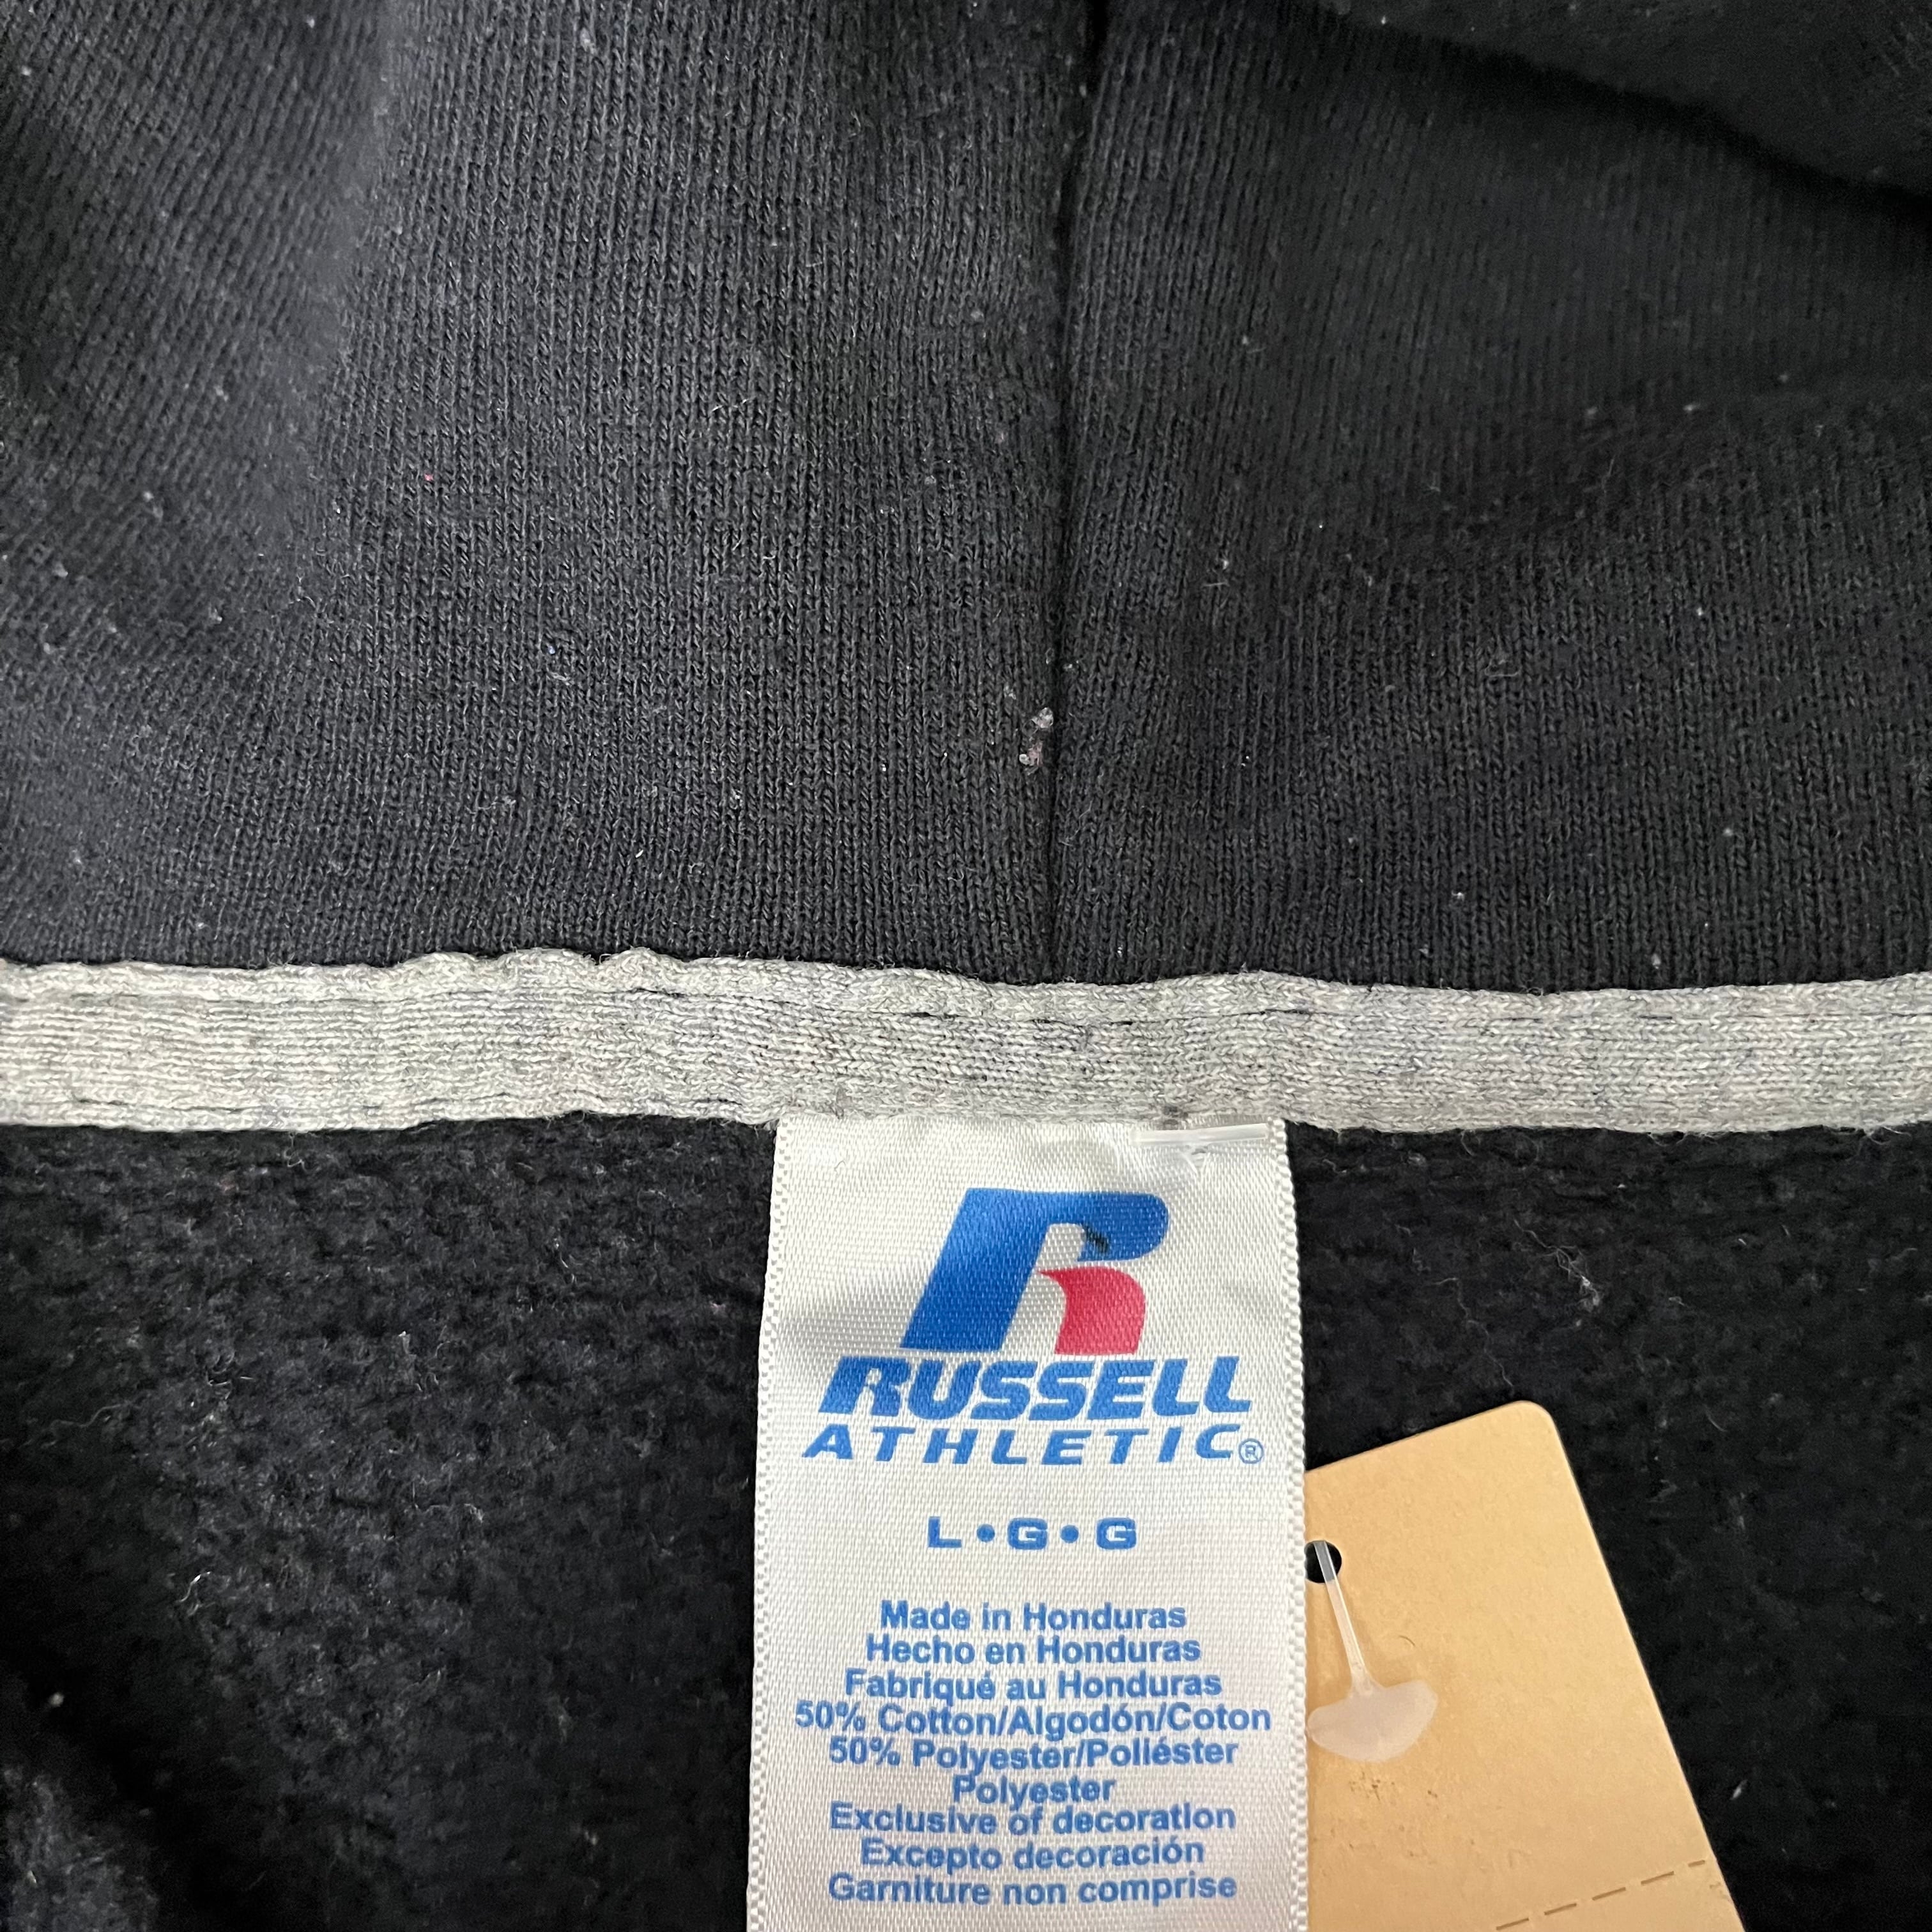 R
RUSSELL
ATHLETIC®
L•G•G
Made in Honduras
Hecho en Honduras
Fabriqué au Honduras
50% Cotton/Algodón/Coton
50% Polyester/Poliéster
Polyester
Exclusive of decoration
Excepto decoración
Garniture non comprise